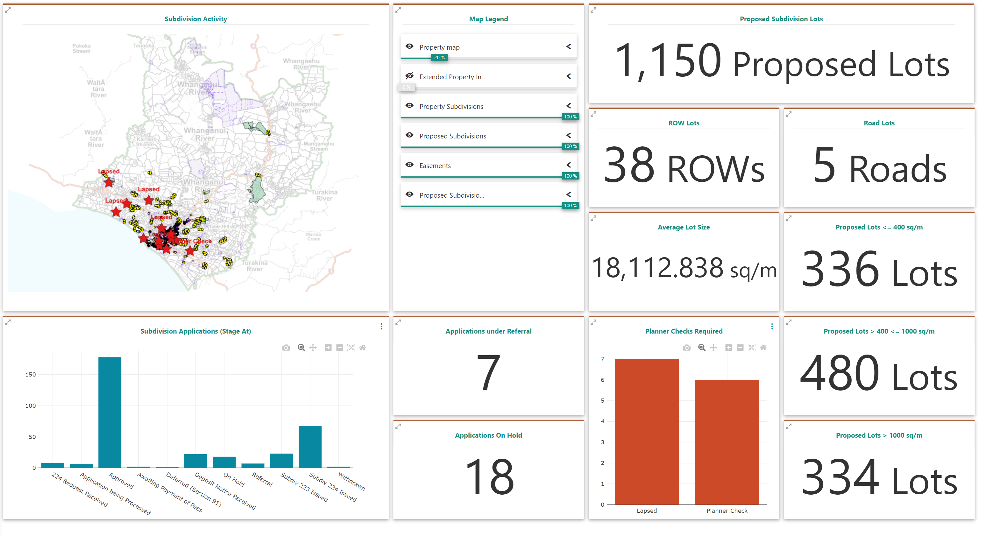 Subdivision Activity
Pokeka
Stream
Taunoka
Stream
Whangaehu
River
WaitA
tara
River
Whanganui
River
Whangaehu
River
WaitA
tara
River
Kai Iwi
Stream
Whanganui
River
Mangamahu
Stream
4
Lapsed
Lapsed
Lapsed
Whanganui
River
Turakina
River
Lapsed
Table Hill
Marton
Creek
Turakina
River
1
Map Legend
Property map
20 %
Extended Property In...
0 %
Property Subdivisions
100 %
Proposed Subdivisions
100 %
Easements
100 %
Proposed Subdivisio...
100 %
Proposed Subdivision Lots
1,150 Proposed Lots
ROW Lots
38 ROWs
Road Lots
5 Roads
Average Lot Size
18,112.838 sq/m
Proposed Lots <= 400 sq/m
336 Lots
Subdivision Applications (Stage At)
150
100
50
0
224 Request Received
Application being Processed
Approved
Awaiting Payment of Fees
Deferred (Section 91)
Deposit Notice Received
On Hold
Referral
Subdiv 223 Issued
Subdiv 224 Issued
Withdrawn
Applications under Referral
7
Applications On Hold
18
Planner Checks Required
7
6
5
4
3
2
1
0
Lapsed
Planner Check
Proposed Lots > 400 <= 1000 sq/m
480 Lots
Proposed Lots > 1000 sq/m
334 Lots